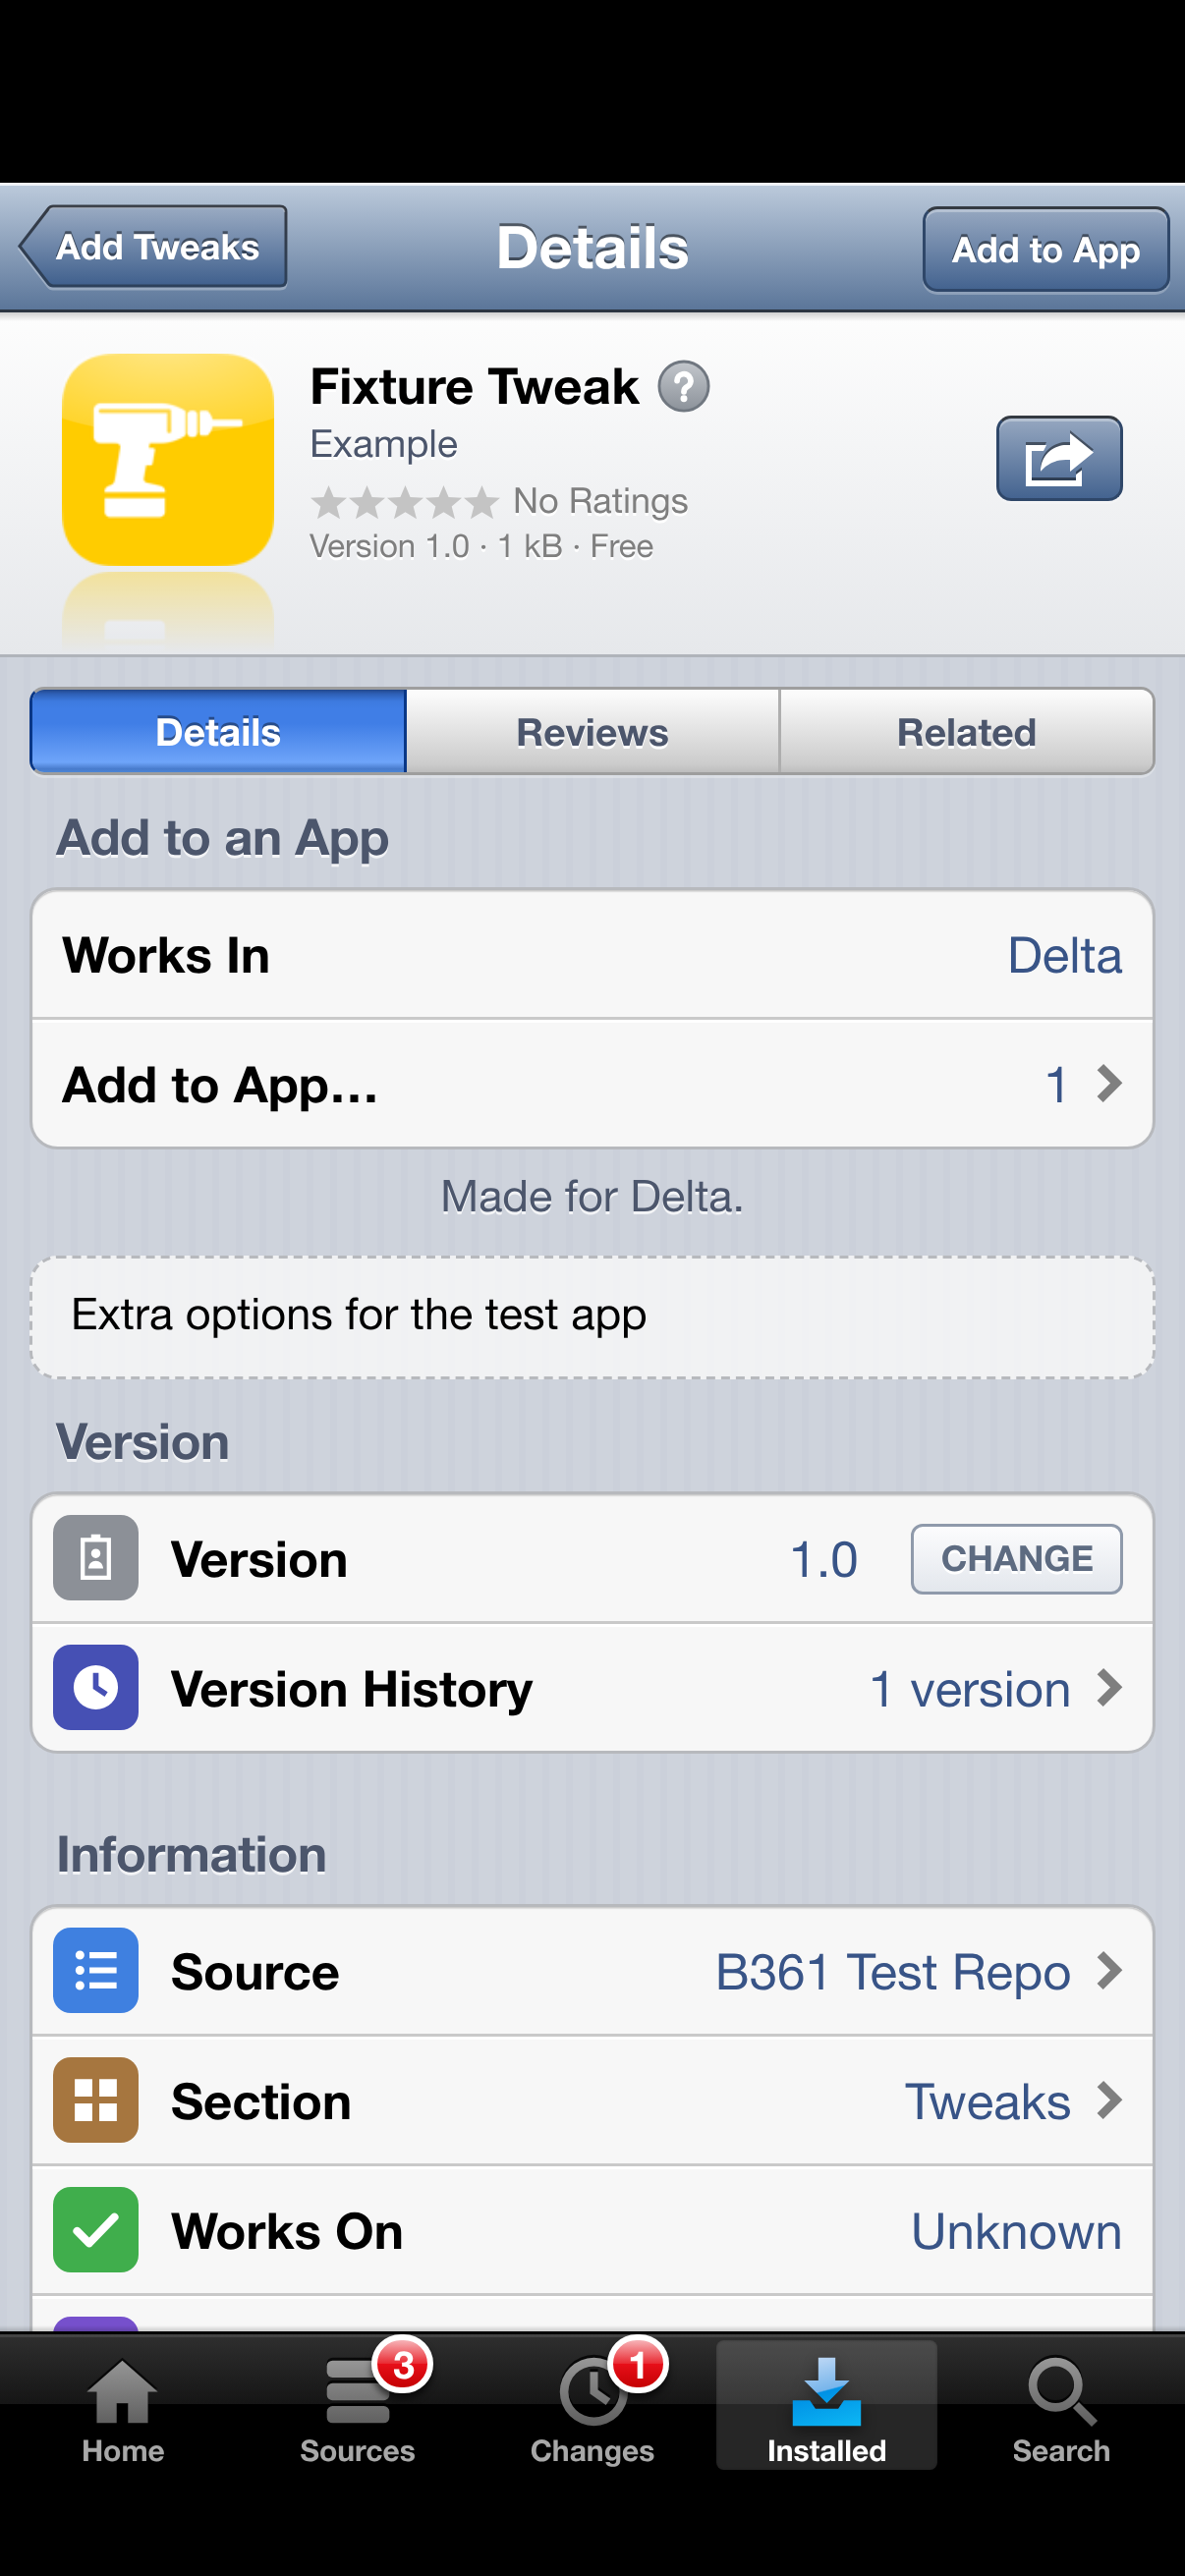 Add Tweaks
Details
Add to App
Fixture Tweak ?
Example
No Ratings
Version 1.0 · 1 kB · Free
Details
Reviews
Related
Add to an App
Works In
Delta
Add to App...
1
Made for Delta.
Extra options for the test app
Version
Version
1.0
CHANGE
Version History
1 version
Information
Source
B361 Test Repo
Section
Tweaks
Works On
Unknown
3
1
Home
Sources
Changes
Installed
Search